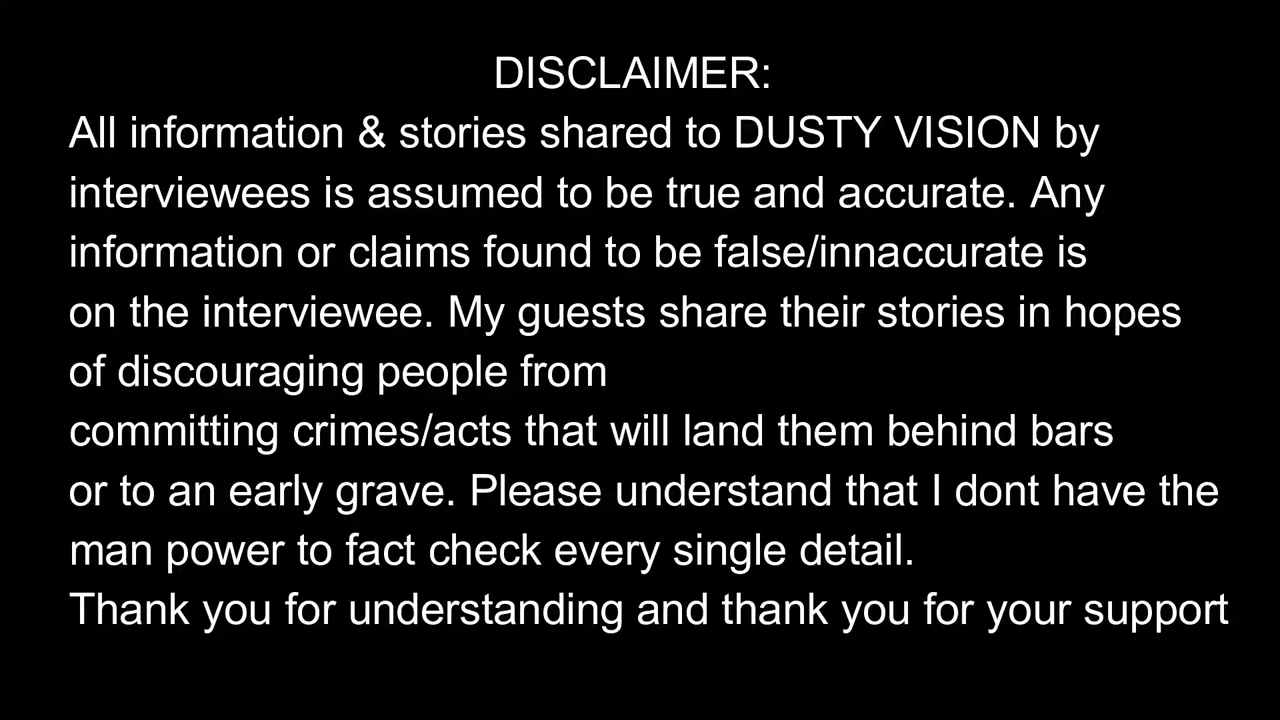 DISCLAIMER:
All information & stories shared to DUSTY VISION by
interviewees is assumed to be true and accurate. Any
information or claims found to be false/innaccurate is
on the interviewee. My guests share their stories in hopes
of discouraging people from
committing crimes/acts that will land them behind bars
or to an early grave. Please understand that I dont have the
man power to fact check every single detail.
Thank you for understanding and thank you for your support